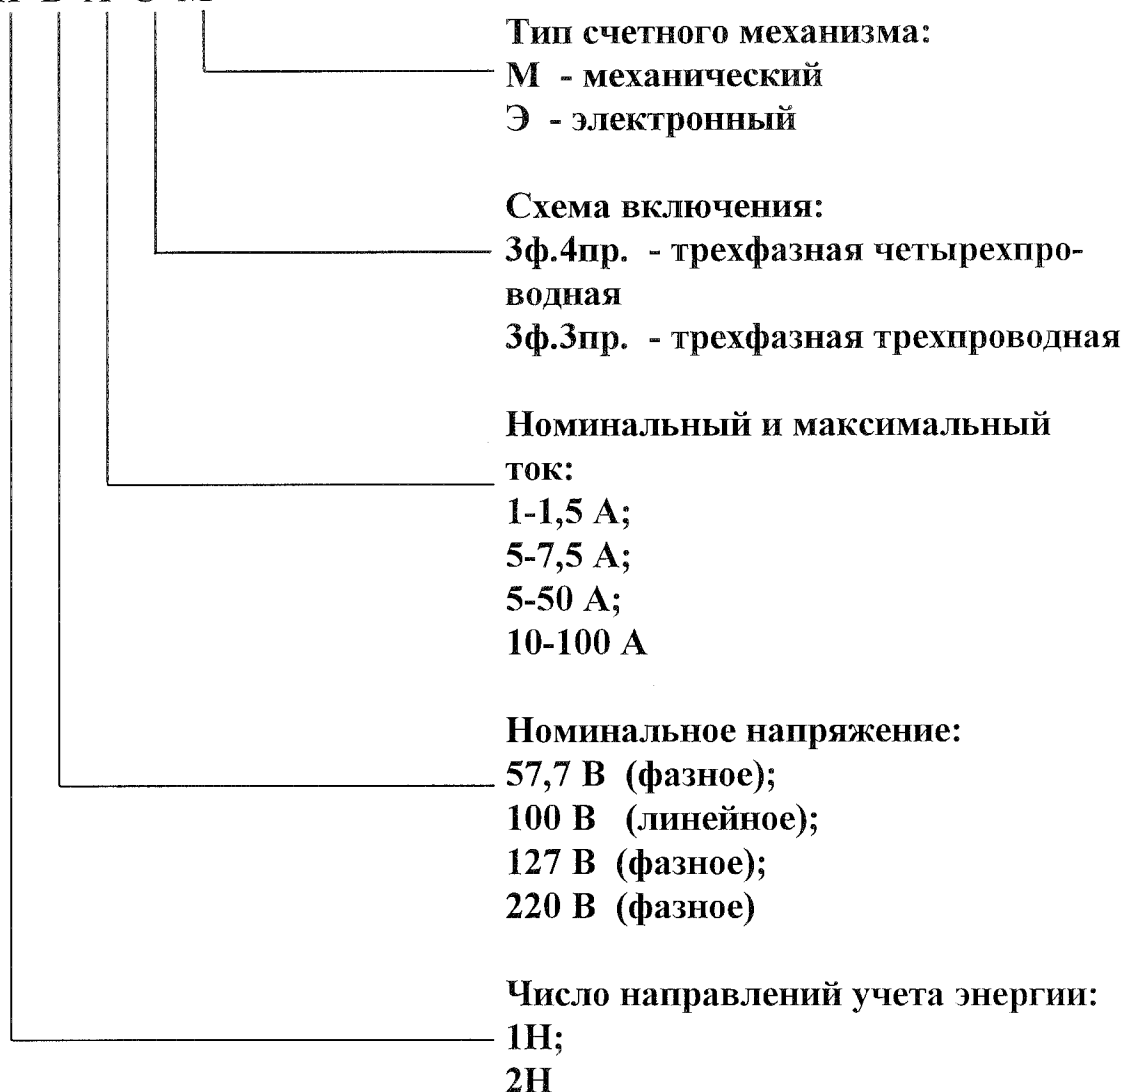 Тип счетного механизма:
М - механический
Э - электронный
Схема включения:
3ф.4пр. - трехфазная четырехпро-
водная
3ф.3пр. - трехфазная трехпроводная
Номинальный и максимальный
ток:
1-1,5 А;
5-7,5 А;
5-50 А;
10-100 А
Номинальное напряжение:
57,7 В (фазное);
100 В (линейное);
127 В (фазное);
220 В (фазное)
Число направлений учета энергии:
1Н;
2Н